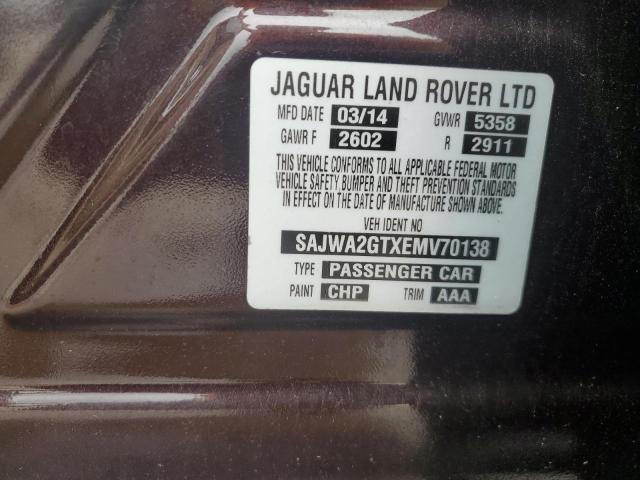 JAGUAR LAND ROVER LTD
MFD DATE 03/14 GVWR 5358
GAWR F 2602 R 2911
THIS VEHICLE CONFORMS TO ALL APPLICABLE FEDERAL MOTOR
VEHICLE SAFETY BUMPER AND THEFT PREVENTION STANDARDS
IN EFFECT ON THE DATE OF MANUFACTURE SHOWN ABOVE.
VEH IDENT NO
SAJWA2GTXEMV70138
TYPE PASSENGER CAR
PAINT CHP TRIM AAA